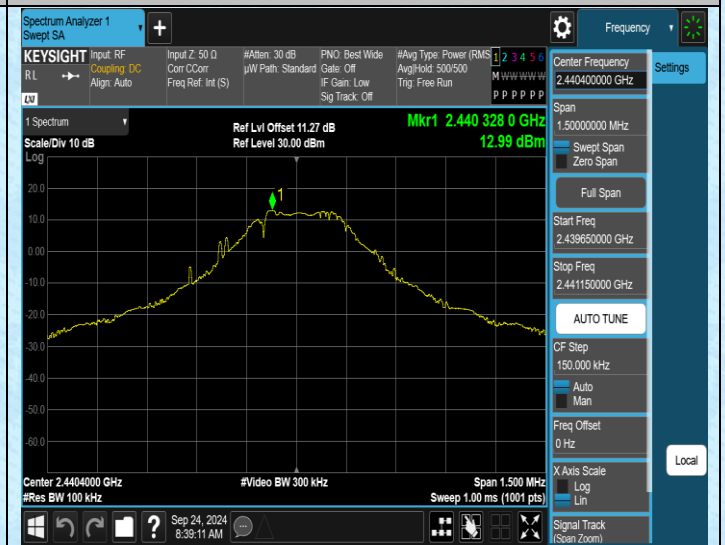 Spectrum Analyzer 1
Swept SA
Frequency
KEYSIGHT
RL
LXI
Input: RF
Coupling: DC
Align: Auto
Input Z: 50 Ω
Corr CCorr
Freq Ref: Int (S)
#Atten: 30 dB
µW Path: Standard
PNO: Best Wide
Gate: Off
IF Gain: Low
Sig Track: Off
#Avg Type: Power (RMS
Avg|Hold: 500/500
Trig: Free Run
1 2 3 4 5 6
M W W W W W
P P P P P P
1 Spectrum
Scale/Div 10 dB
Log
Ref Lvl Offset 11.27 dB
Ref Level 30.00 dBm
Mkr1 2.440 328 0 GHz
12.99 dBm
1
20.0
10.0
0.00
-10.0
-20.0
-30.0
-40.0
-50.0
-60.0
Center 2.4404000 GHz
#Res BW 100 kHz
#Video BW 300 kHz
Span 1.500 MHz
Sweep 1.00 ms (1001 pts)
Sep 24, 2024
8:39:11 AM
Center Frequency
2.440400000 GHz
Settings
Span
1.50000000 MHz
Swept Span
Zero Span
Full Span
Start Freq
2.439650000 GHz
Stop Freq
2.441150000 GHz
AUTO TUNE
CF Step
150.000 kHz
Auto
Man
Freq Offset
0 Hz
X Axis Scale
Log
Lin
Local
Signal Track
(Span Zoom)